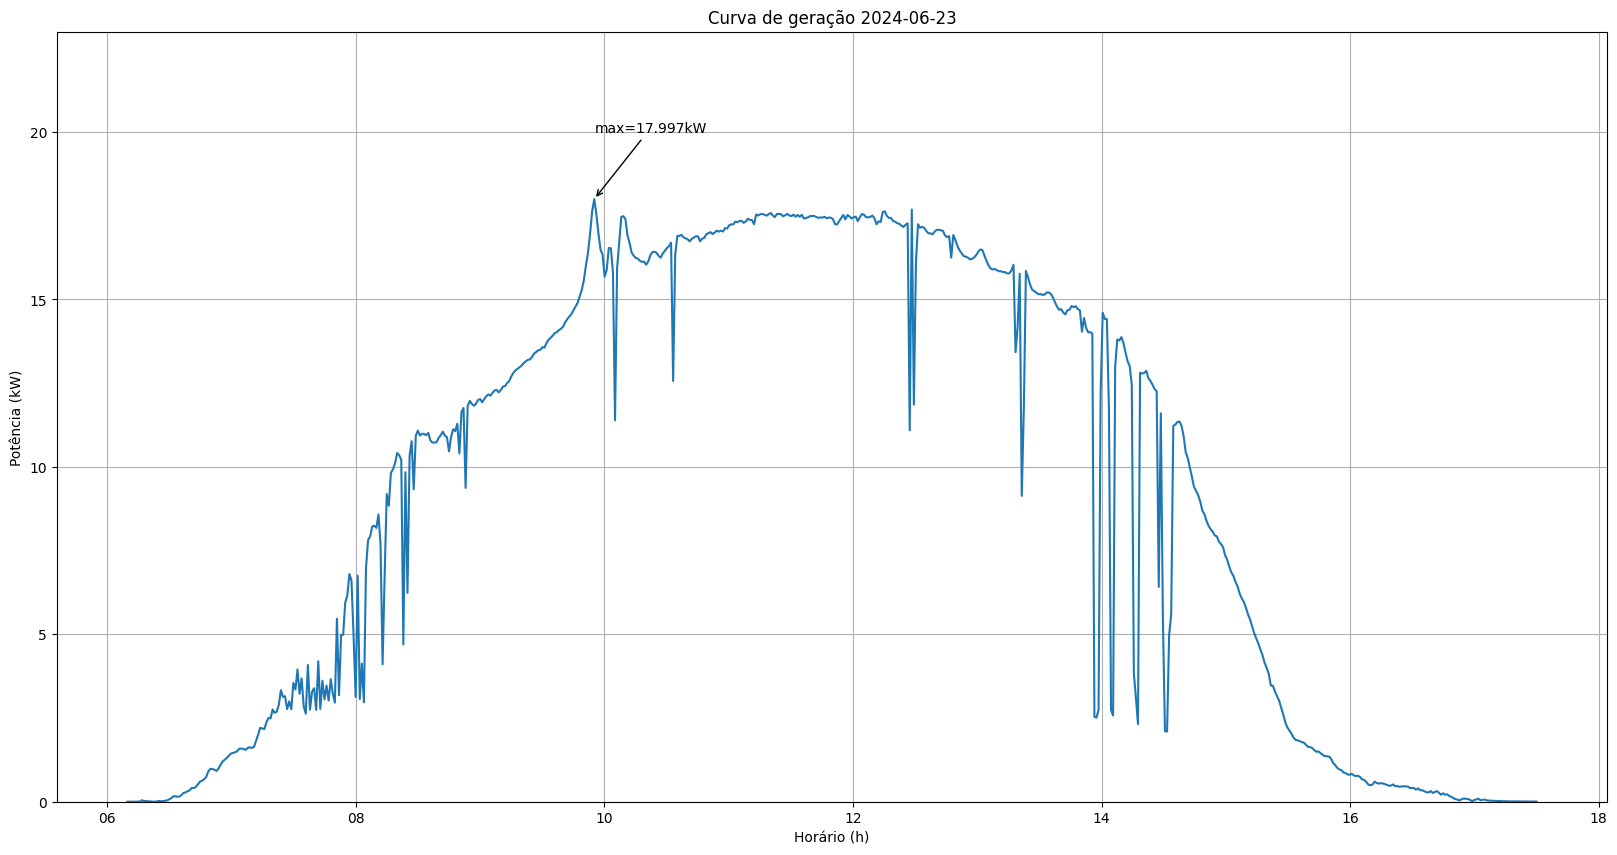 Curva de geração 2024-06-23
max=17.997kW
Potência (kW)
20
15
10
5
0
06 08 10 12 14 16 18
Horário (h)